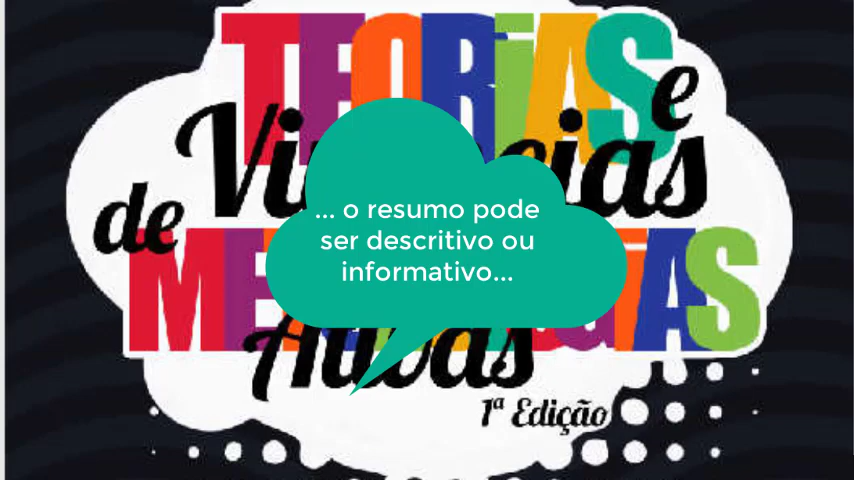 TEORIAS e
de
... o resumo pode
ser descritivo ou
informativo...
1ª Edição